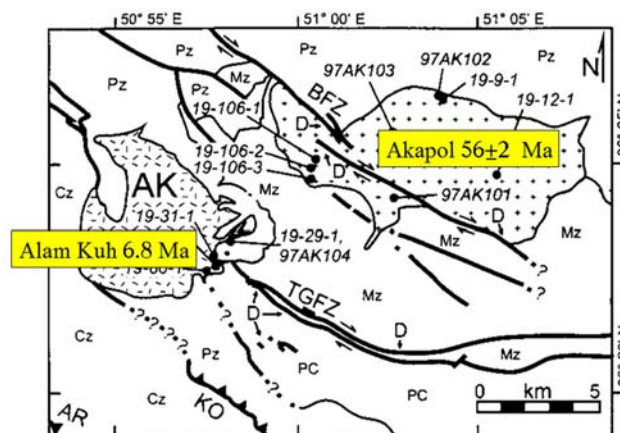 50°55' E 51°00' E 51°05' E
Pz Pz Pz N
97AK102
Mz 97AK103 19-9-1
Pz 19-106-1 BFZ 19-12-1
D
Akapol 56±2 Ma
19-106-2
19-106-3 D
Cz AK Mz 97AK101
19-31-1 D
Alam Kuh 6.8 Ma 19-29-1, Mz ?
97AK104 ?
TGFZ Mz
D D Mz
? ? ? ? Pz ?
Cz Cz PC PC 0 km 5
AR KO ?